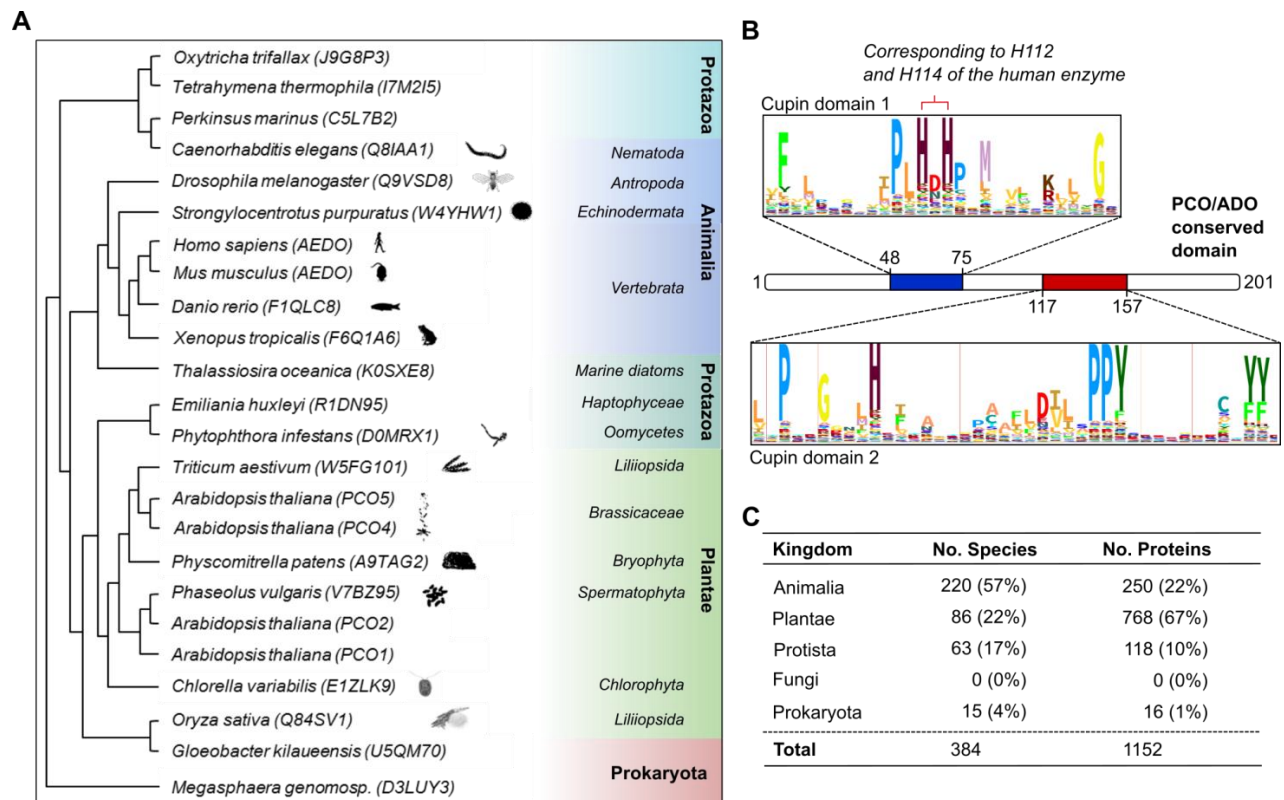 A
Oxytricha trifallax (J9G8P3)
Tetrahymena thermophila (I7M2I5)
Perkinsus marinus (C5L7B2)
Caenorhabditis elegans (Q8IAA1)
Drosophila melanogaster (Q9VSD8)
Strongylocentrotus purpuratus (W4YHW1)
Homo sapiens (AEDO)
Mus musculus (AEDO)
Danio rerio (F1QLC8)
Xenopus tropicalis (F6Q1A6)
Thalassiosira oceanica (K0SXE8)
Emiliania huxleyi (R1DN95)
Phytophthora infestans (D0MRX1)
Triticum aestivum (W5FG101)
Arabidopsis thaliana (PCO5)
Arabidopsis thaliana (PCO4)
Physcomitrella patens (A9TAG2)
Phaseolus vulgaris (V7BZ95)
Arabidopsis thaliana (PCO2)
Arabidopsis thaliana (PCO1)
Chlorella variabilis (E1ZLK9)
Oryza sativa (Q84SV1)
Gloeobacter kilaueensis (U5QM70)
Megasphaera genomosp. (D3LUY3)
Nematoda
Antropoda
Echinodermata
Vertebrata
Marine diatoms
Haptophyceae
Oomycetes
Liliopsida
Brassicaceae
Bryophyta
Spermatophyta
Chlorophyta
Liliopsida
Protazoa
Animalia
Protazoa
Plantae
Prokaryota
B
Corresponding to H112
and H114 of the human enzyme
Cupin domain 1
PCO/ADO
conserved
domain
48 75
1 201
117 157
Cupin domain 2
C
Kingdom No. Species No. Proteins
Animalia 220 (57%) 250 (22%)
Plantae 86 (22%) 768 (67%)
Protista 63 (17%) 118 (10%)
Fungi 0 (0%) 0 (0%)
Prokaryota 15 (4%) 16 (1%)
Total 384 1152